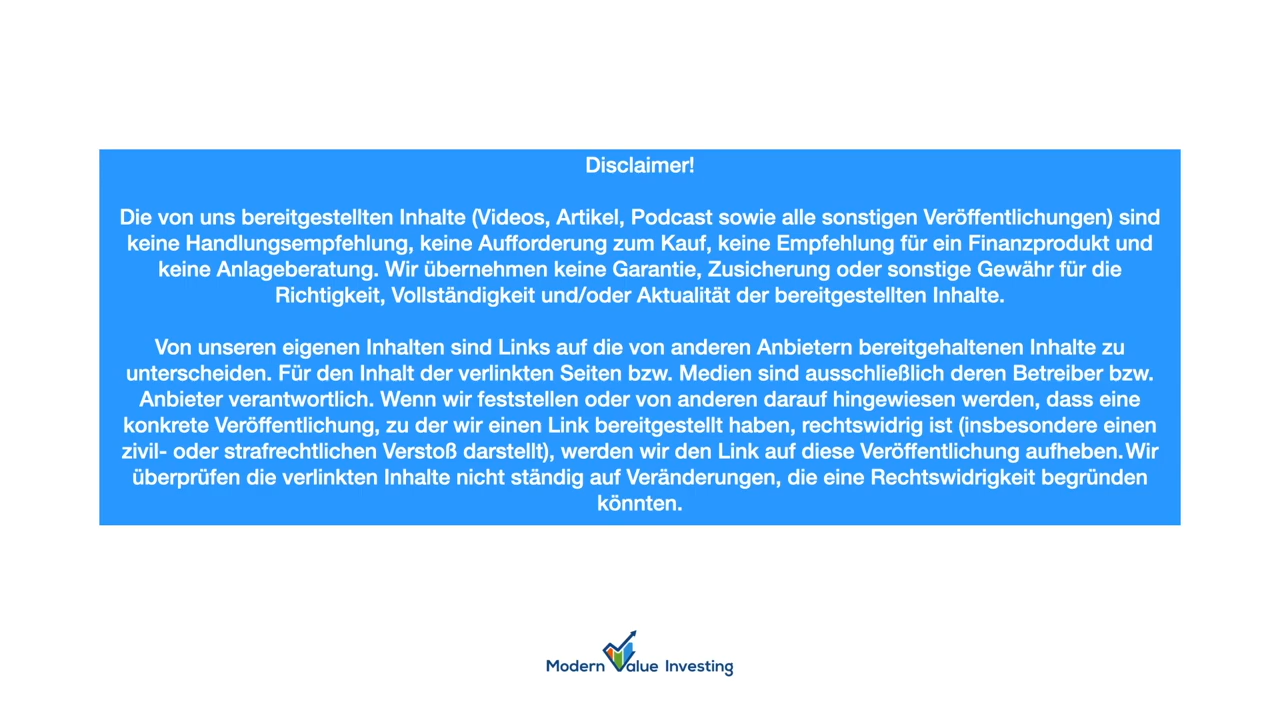 Disclaimer!
Die von uns bereitgestellten Inhalte (Videos, Artikel, Podcast sowie alle sonstigen Veröffentlichungen) sind
keine Handlungsempfehlung, keine Aufforderung zum Kauf, keine Empfehlung für ein Finanzprodukt und
keine Anlageberatung. Wir übernehmen keine Garantie, Zusicherung oder sonstige Gewähr für die
Richtigkeit, Vollständigkeit und/oder Aktualität der bereitgestellten Inhalte.
Von unseren eigenen Inhalten sind Links auf die von anderen Anbietern bereitgehaltenen Inhalte zu
unterscheiden. Für den Inhalt der verlinkten Seiten bzw. Medien sind ausschließlich deren Betreiber bzw.
Anbieter verantwortlich. Wenn wir feststellen oder von anderen darauf hingewiesen werden, dass eine
konkrete Veröffentlichung, zu der wir einen Link bereitgestellt haben, rechtswidrig ist (insbesondere einen
zivil- oder strafrechtlichen Verstoß darstellt), werden wir den Link auf diese Veröffentlichung aufheben.Wir
überprüfen die verlinkten Inhalte nicht ständig auf Veränderungen, die eine Rechtswidrigkeit begründen
könnten.
Modern Value Investing